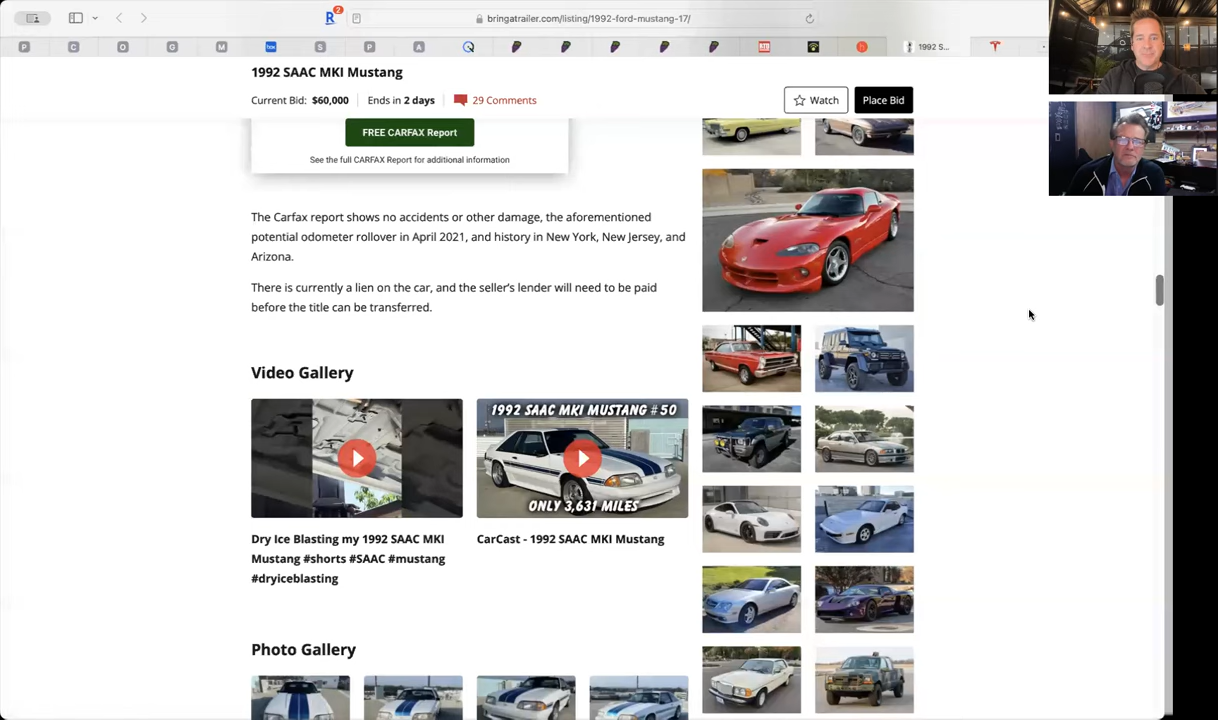 2
bringatrailer.com/listing/1992-ford-mustang-17/
P
C
O
G
M
box
S
P
A
1992 S...
1992 SAAC MKI Mustang
Current Bid: $60,000
Ends in 2 days
29 Comments
Watch
Place Bid
FREE CARFAX Report
See the full CARFAX Report for additional information
The Carfax report shows no accidents or other damage, the aforementioned
potential odometer rollover in April 2021, and history in New York, New Jersey, and
Arizona.
There is currently a lien on the car, and the seller's lender will need to be paid
before the title can be transferred.
Video Gallery
1992 SAAC MKI MUSTANG # 50
ONLY 3,631 MILES
Dry Ice Blasting my 1992 SAAC MKI
Mustang #shorts #SAAC #mustang
#dryiceblasting
CarCast - 1992 SAAC MKI Mustang
Photo Gallery